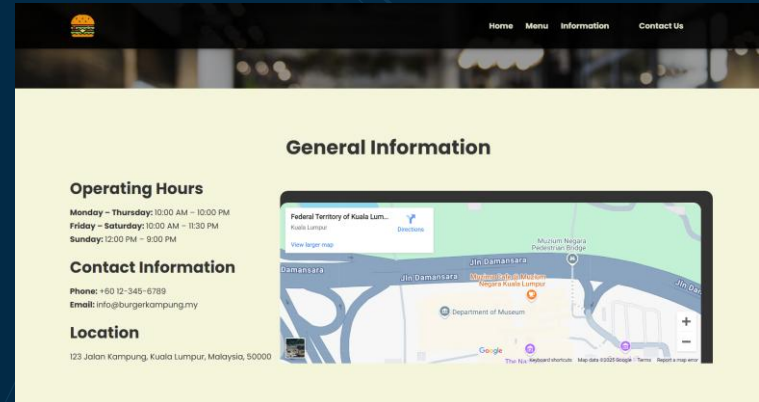 Home Menu Information Contact Us
General Information
Operating Hours
Monday – Thursday: 10:00 AM – 10:00 PM
Friday – Saturday: 10:00 AM – 11:30 PM
Sunday: 12:00 PM – 9:00 PM
Contact Information
Phone: +60 12-345-6789
Email: info@burgerkampung.my
Location
123 Jalan Kampung, Kuala Lumpur, Malaysia, 50000
Federal Territory of Kuala Lum...
Kuala Lumpur
Directions
View larger map
Muzium Negara
Pedestrian Bridge
Jln Damansara
Damansara
Jln Damansara
Negara Kuala Lumpur
Department of Museum
+
−
Google
The Na
Keyboard shortcuts Map data ©2025 Google Terms Report a map error